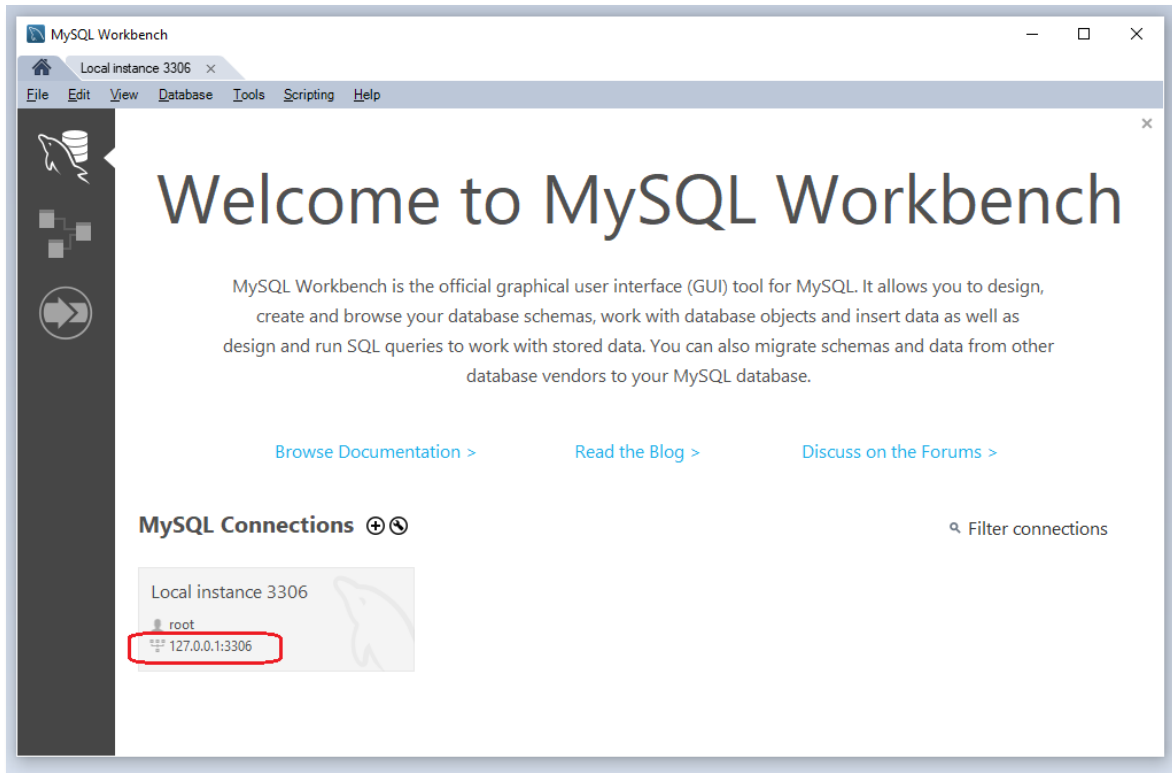 MySQL Workbench
Local instance 3306
File Edit View Database Tools Scripting Help
Welcome to MySQL Workbench
MySQL Workbench is the official graphical user interface (GUI) tool for MySQL. It allows you to design,
create and browse your database schemas, work with database objects and insert data as well as
design and run SQL queries to work with stored data. You can also migrate schemas and data from other
database vendors to your MySQL database.
Browse Documentation > Read the Blog > Discuss on the Forums >
MySQL Connections Filter connections
Local instance 3306
root
127.0.0.1:3306